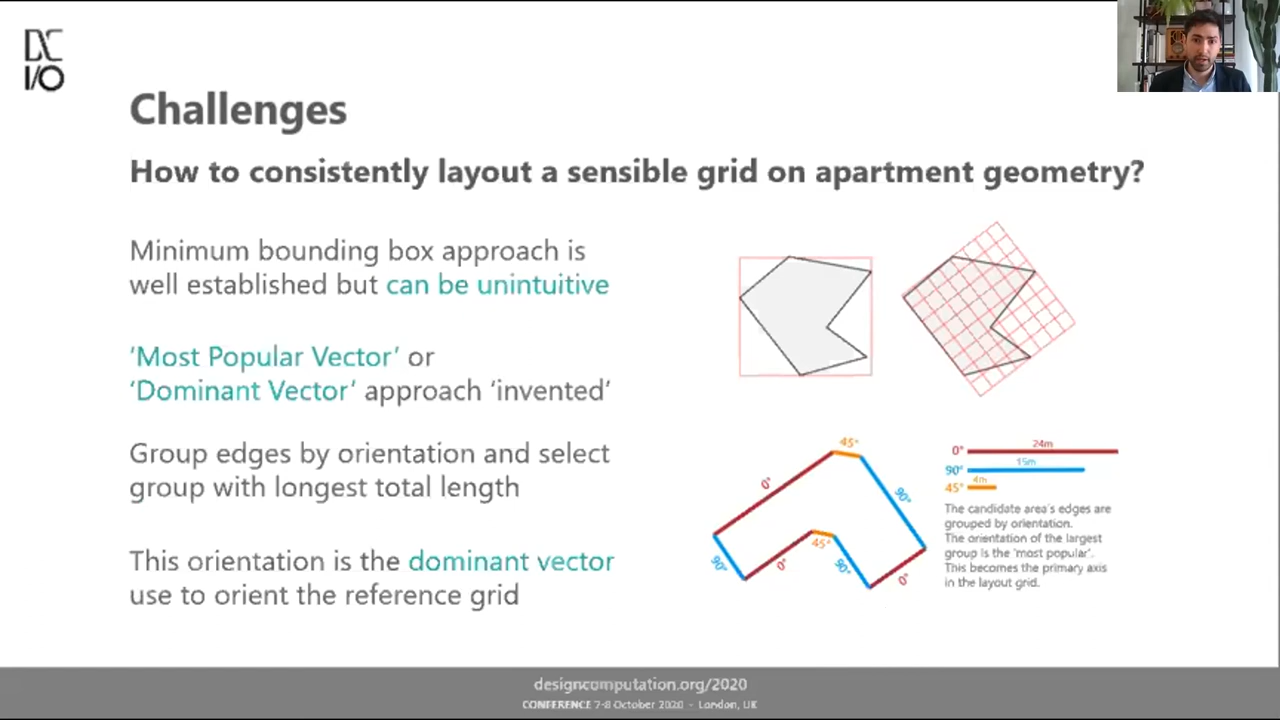 DC
I/O
Challenges
How to consistently layout a sensible grid on apartment geometry?
Minimum bounding box approach is
well established but can be unintuitive
‘Most Popular Vector’ or
‘Dominant Vector’ approach ‘invented’
Group edges by orientation and select
group with longest total length
This orientation is the dominant vector
use to orient the reference grid
45°
0°
90°
90°
0°
45°
90°
0°
0°
24m
90°
15m
45°
4m
The candidate area's edges are
grouped by orientation.
The orientation of the largest
group is the 'most popular'.
This becomes the primary axis
in the layout grid.
designcomputation.org/2020
CONFERENCE 7-8 October 2020 - London, UK